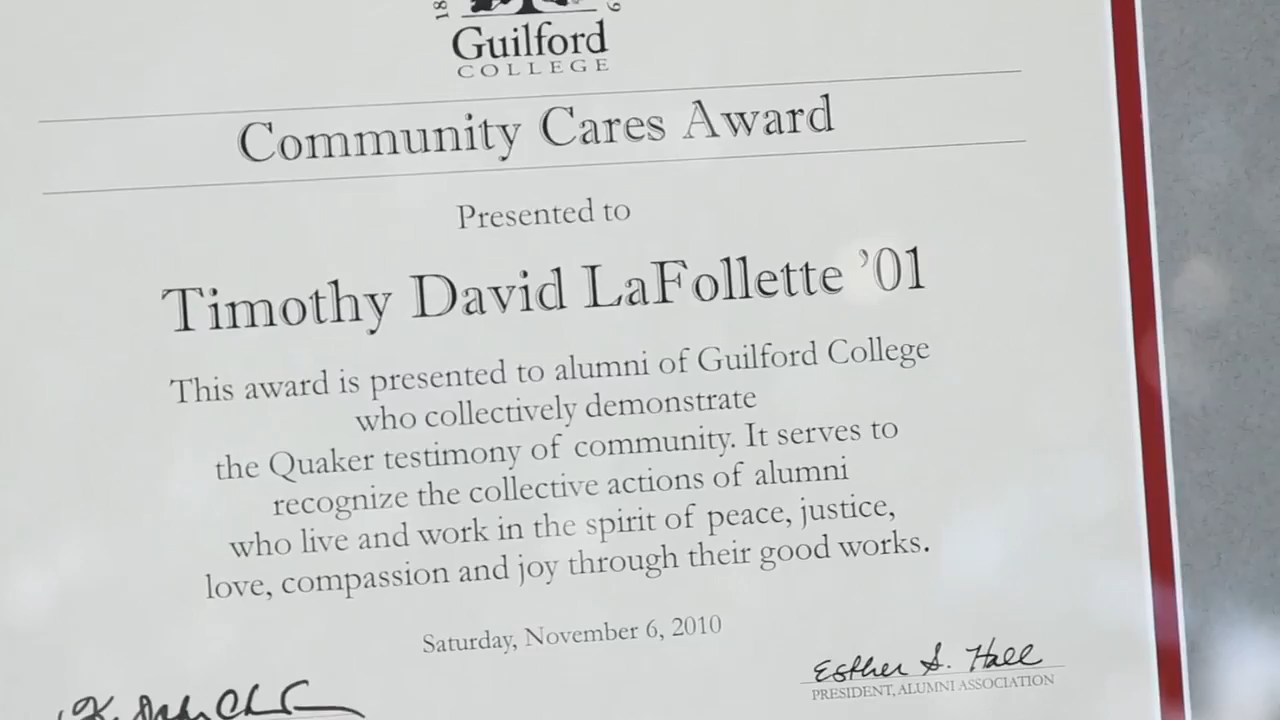 Guilford
COLLEGE
Community Cares Award
Presented to
Timothy David LaFollette ’01
This award is presented to alumni of Guilford College
who collectively demonstrate
the Quaker testimony of community. It serves to
recognize the collective actions of alumni
who live and work in the spirit of peace, justice,
love, compassion and joy through their good works.
Saturday, November 6, 2010
Esther S. Hall
PRESIDENT, ALUMNI ASSOCIATION